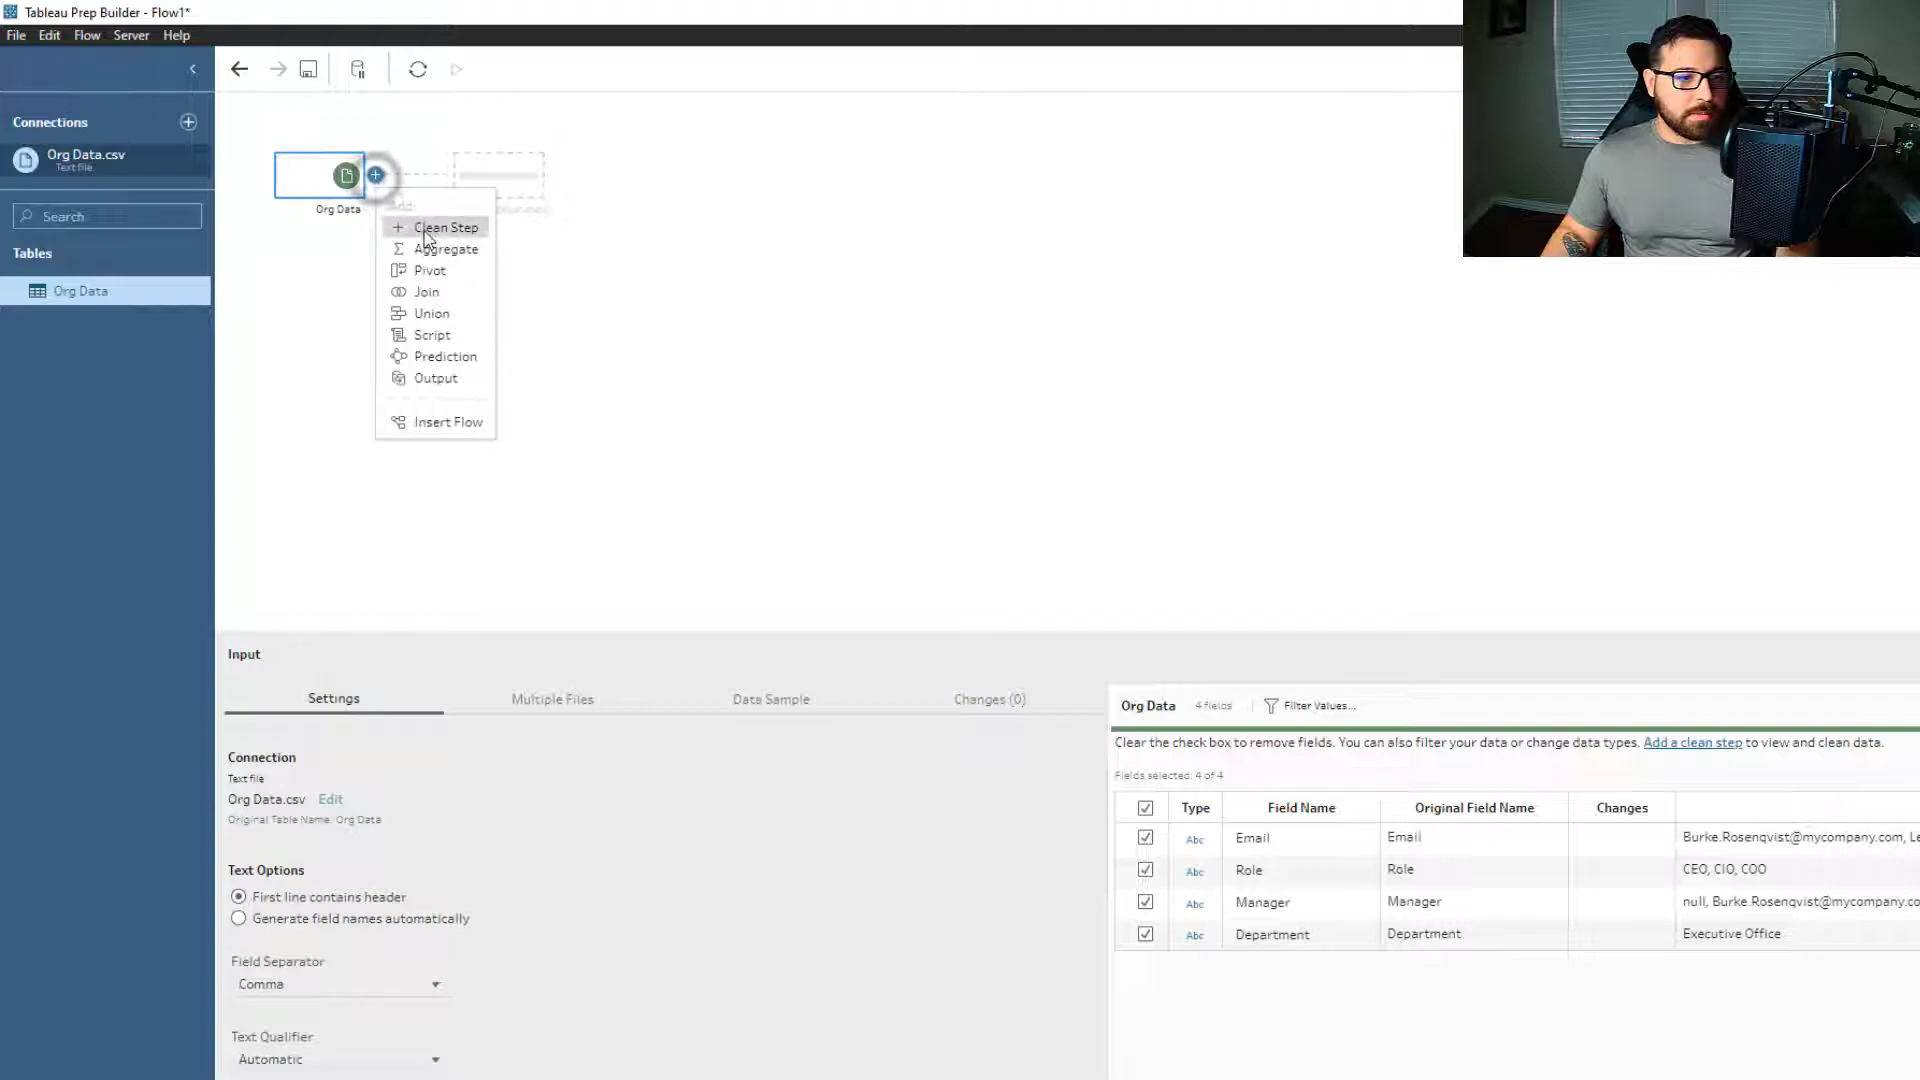 Tableau Prep Builder - Flow1*
File Edit Flow Server Help
Connections
Org Data.csv
Text file
Search
Tables
Org Data
Org Data
Add:
Clean Step
Aggregate
Pivot
Join
Union
Script
Prediction
Output
Insert Flow
Input
Settings Multiple Files Data Sample Changes (0)
Connection
Text file
Org Data.csv Edit
Original Table Name: Org Data
Text Options
First line contains header
Generate field names automatically
Field Separator
Comma
Text Qualifier
Automatic
Org Data 4 fields Filter Values...
Clear the check box to remove fields. You can also filter your data or change data types. Add a clean step to view and clean data.
Fields selected: 4 of 4
Type Field Name Original Field Name Changes
Abc Email Email Burke.Rosenqvist@mycompany.com, Le
Abc Role Role CEO, CIO, COO
Abc Manager Manager null, Burke.Rosenqvist@mycompany.co
Abc Department Department Executive Office